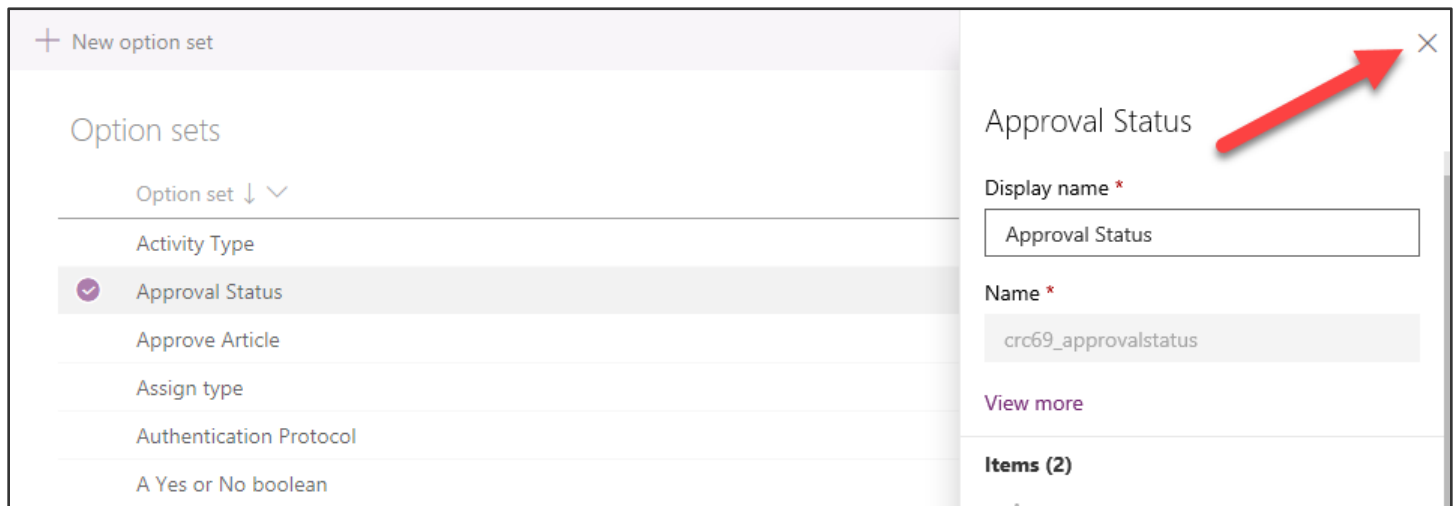 New option set
Option sets
Option set
Activity Type
Approval Status
Approve Article
Assign type
Authentication Protocol
A Yes or No boolean
Approval Status
Display name *
Approval Status
Name *
crc69_approvalstatus
View more
Items (2)